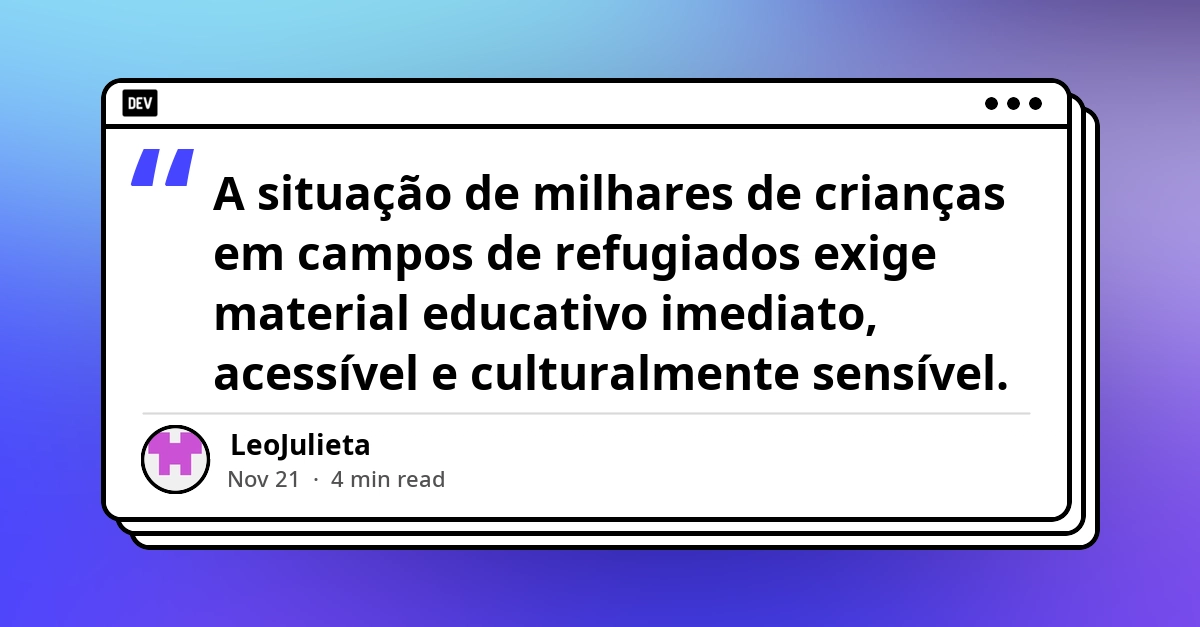 DEV
“ A situação de milhares de crianças
em campos de refugiados exige
material educativo imediato,
acessível e culturalmente sensível.
LeoJulieta
Nov 21 · 4 min read